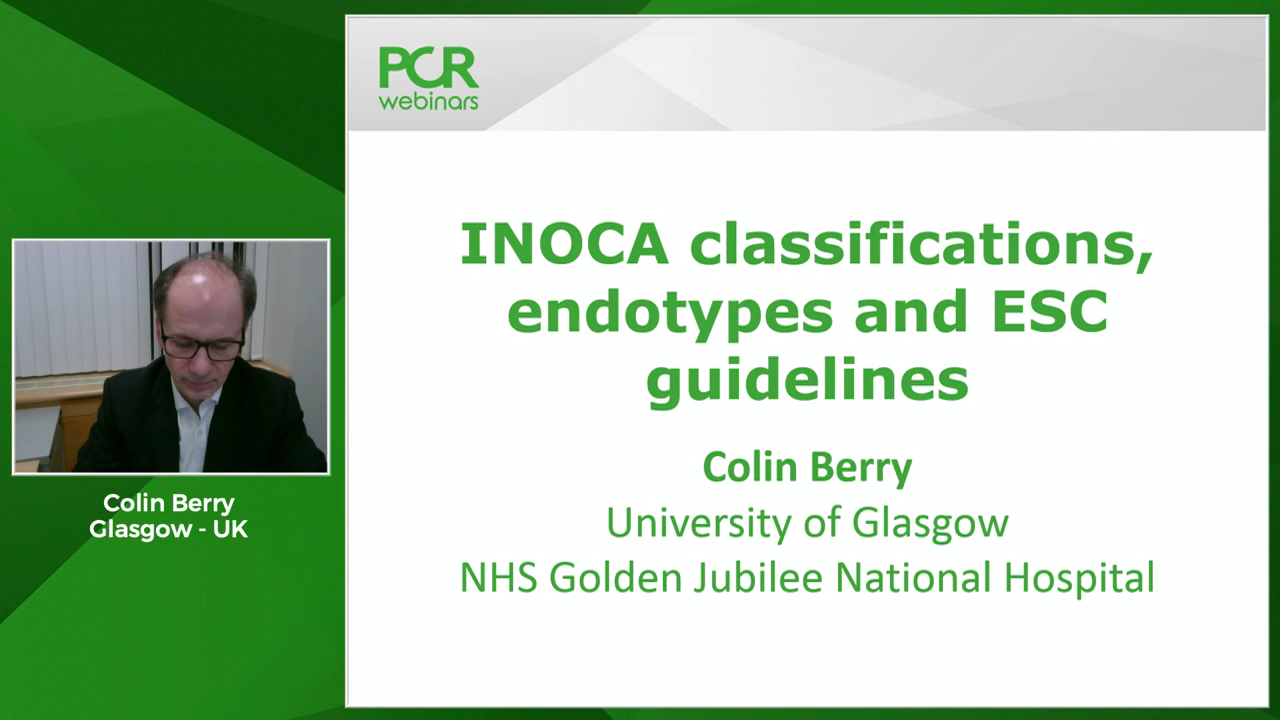 PCR
webinars
INOCA classifications,
endotypes and ESC
guidelines
Colin Berry
University of Glasgow
NHS Golden Jubilee National Hospital
Colin Berry
Glasgow - UK